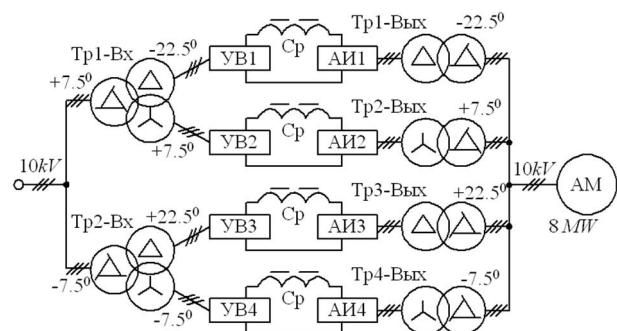 Тр1-Вх
-22.5⁰
УВ1
Ср
АИ1
Тр1-Вых
-22.5⁰
+7.5⁰
+7.5⁰
УВ2
Ср
АИ2
Тр2-Вых
+7.5⁰
10kV
10kV
АМ
8 MW
Тр2-Вх
+22.5⁰
УВ3
Ср
АИ3
Тр3-Вых
+22.5⁰
-7.5⁰
-7.5⁰
УВ4
Ср
АИ4
Тр4-Вых
-7.5⁰